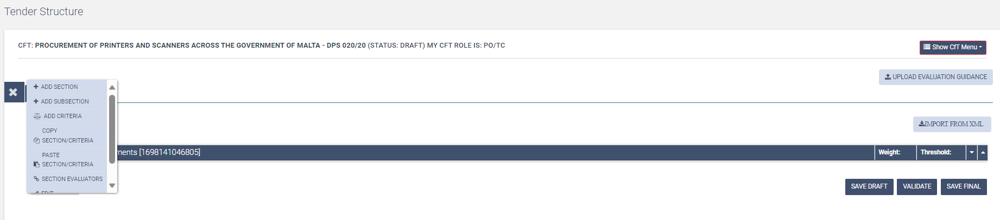 Tender Structure
CFT: PROCUREMENT OF PRINTERS AND SCANNERS ACROSS THE GOVERNMENT OF MALTA - DPS 020/20 (STATUS: DRAFT) MY CFT ROLE IS: PO/TC
Show CfT Menu
UPLOAD EVALUATION GUIDANCE
ADD SECTION
ADD SUBSECTION
ADD CRITERIA
COPY
SECTION/CRITERIA
PASTE
SECTION/CRITERIA
SECTION EVALUATORS
EDIT
IMPORT FROM XML
ments [1698141046805]
Weight:
Threshold:
SAVE DRAFT
VALIDATE
SAVE FINAL